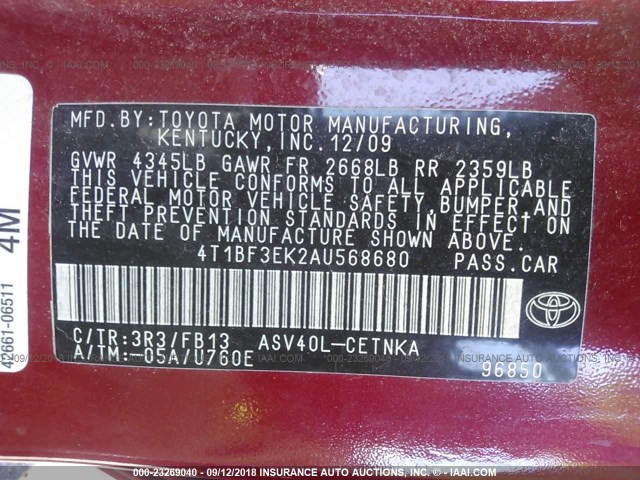 MFD.BY:TOYOTA MOTOR MANUFACTURING,
KENTUCKY,INC.12/09
GVWR 4345LB GAWR FR 2668LB RR 2359LB
THIS VEHICLE CONFORMS TO ALL APPLICABLE
FEDERAL MOTOR VEHICLE SAFETY,BUMPER,AND
THEFT PREVENTION STANDARDS IN EFFECT ON
THE DATE OF MANUFACTURE SHOWN ABOVE.
4T1BF3EK2AU568680 PASS.CAR
C/TR:3R3/FB13 ASV40L-CETNKA
A/TM:-05A/U760E
96850
4M
42661-06511
000-23269040 - 09/12/2018 INSURANCE AUTO AUCTIONS - © - IAAI.COM